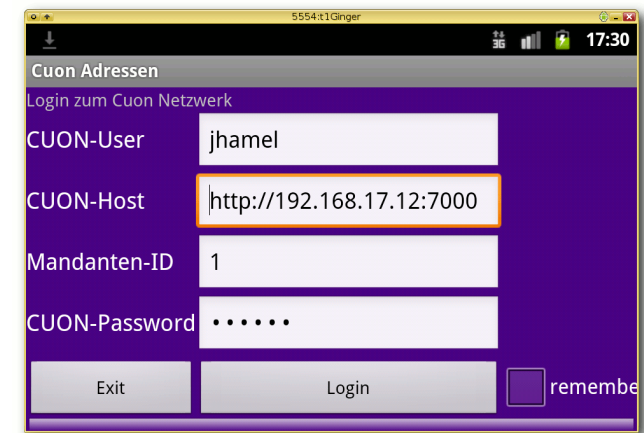 5554:t1Ginger
3G 17:30
Cuon Adressen
Login zum Cuon Netzwerk
CUON-User jhamel
CUON-Host http://192.168.17.12:7000
Mandanten-ID 1
CUON-Password ••••••
Exit Login remembe